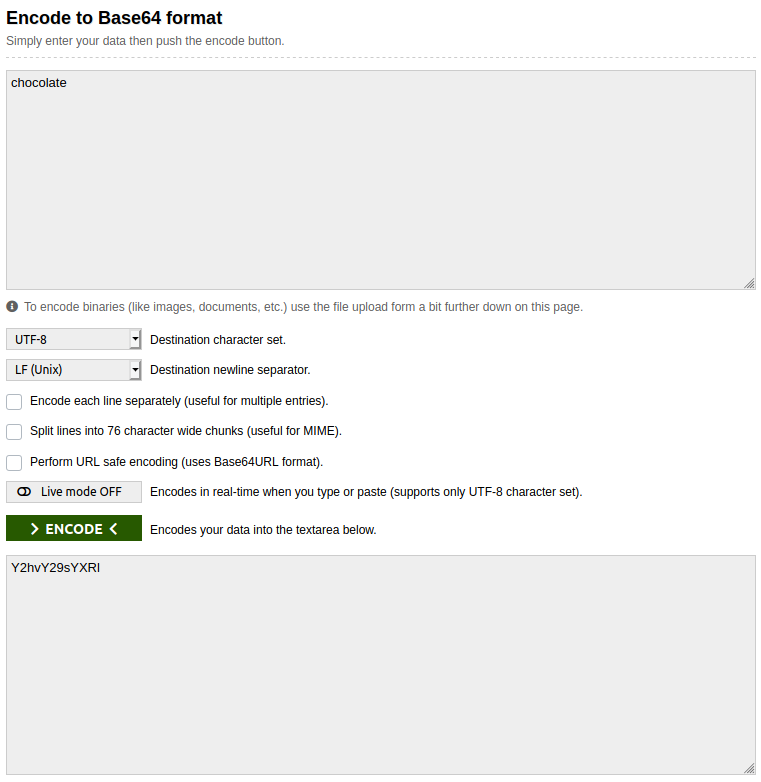 Encode to Base64 format
Simply enter your data then push the encode button.
chocolate
To encode binaries (like images, documents, etc.) use the file upload form a bit further down on this page.
UTF-8 Destination character set.
LF (Unix) Destination newline separator.
Encode each line separately (useful for multiple entries).
Split lines into 76 character wide chunks (useful for MIME).
Perform URL safe encoding (uses Base64URL format).
Live mode OFF Encodes in real-time when you type or paste (supports only UTF-8 character set).
> ENCODE < Encodes your data into the textarea below.
Y2hvY29sYXRl